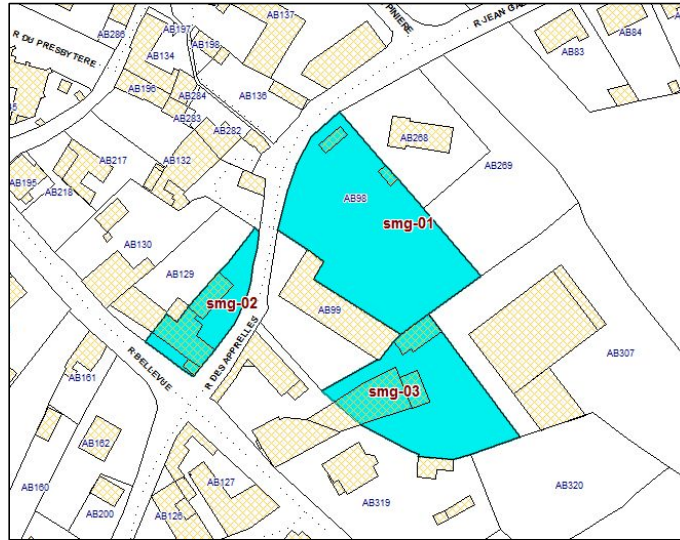 AB137
AB197
AB286
AB198
AB134
PINIERE
AB83
AB84
R DU PRESBYTERE
AB196
AB284
AB136
AB283
AB282
AB268
AB217
AB132
AB269
AB195
AB218
AB98
smg-01
AB130
AB129
smg-02
AB99
AB307
R BELLEVUE
R DES APPRELLES
AB161
smg-03
AB162
AB160
AB127
AB320
AB200
AB126
AB319